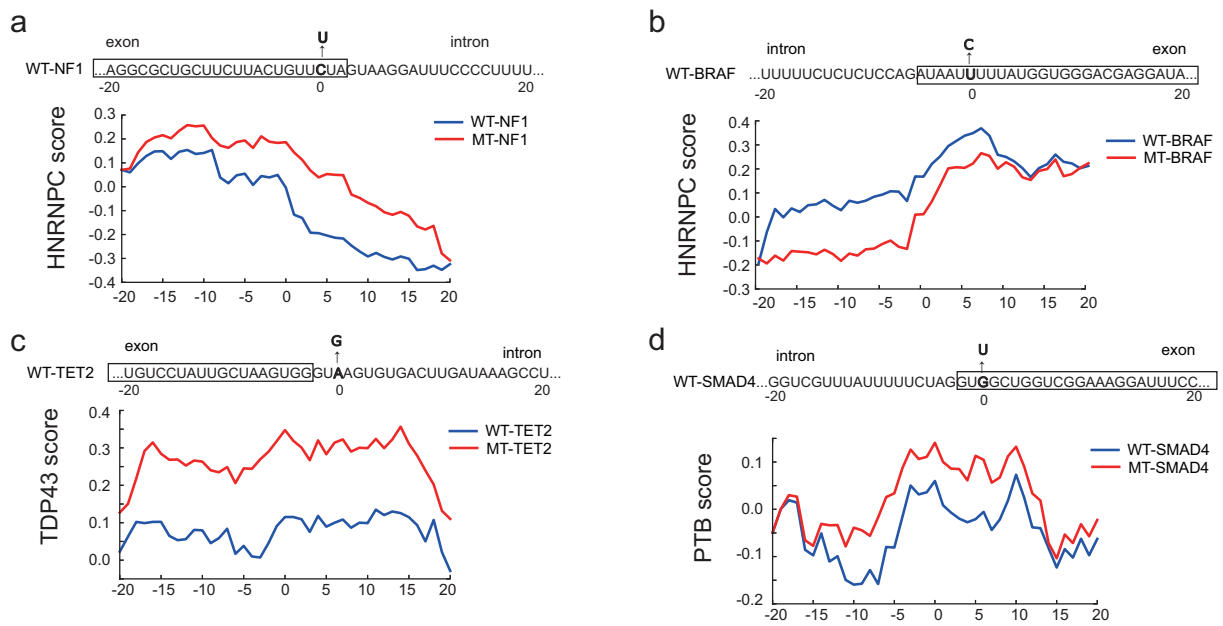 a
U
exon
intron
WT-NF1
...AGGCGCUGCUUCUUACUGUUCUAGUAAGGAUUUCCCCUUUU...
-20
0
20
HNRNPC score
0.3
0.2
0.1
0.0
-0.1
-0.2
-0.3
-0.4
WT-NF1
MT-NF1
-20 -15 -10 -5 0 5 10 15 20
b
C
intron
exon
WT-BRAF
...UUUUUCUCUCUCCAGAUAAUUUUUAUGGUGGGACGAGGAUA...
-20
0
20
HNRNPC score
0.4
0.3
0.2
0.1
0.0
-0.1
-0.2
0.3
WT-BRAF
MT-BRAF
-20 -15 -10 -5 0 5 10 15 20
c
G
exon
intron
WT-TET2
...UGUCCUAUUGCUAAGUGGGUAAGUGUGACUUGAUAAAGCCU...
-20
0
20
TDP43 score
0.4
0.3
0.2
0.1
0.0
WT-TET2
MT-TET2
-20 -15 -10 -5 0 5 10 15 20
d
U
intron
exon
WT-SMAD4...GGUCGUUUAUUUUUCUAGGUGGCUGGUCGGAAAGGAUUUCC...
-20
0
20
PTB score
0.1
0.0
-0.1
-0.2
WT-SMAD4
MT-SMAD4
-20 -15 -10 -5 0 5 10 15 20